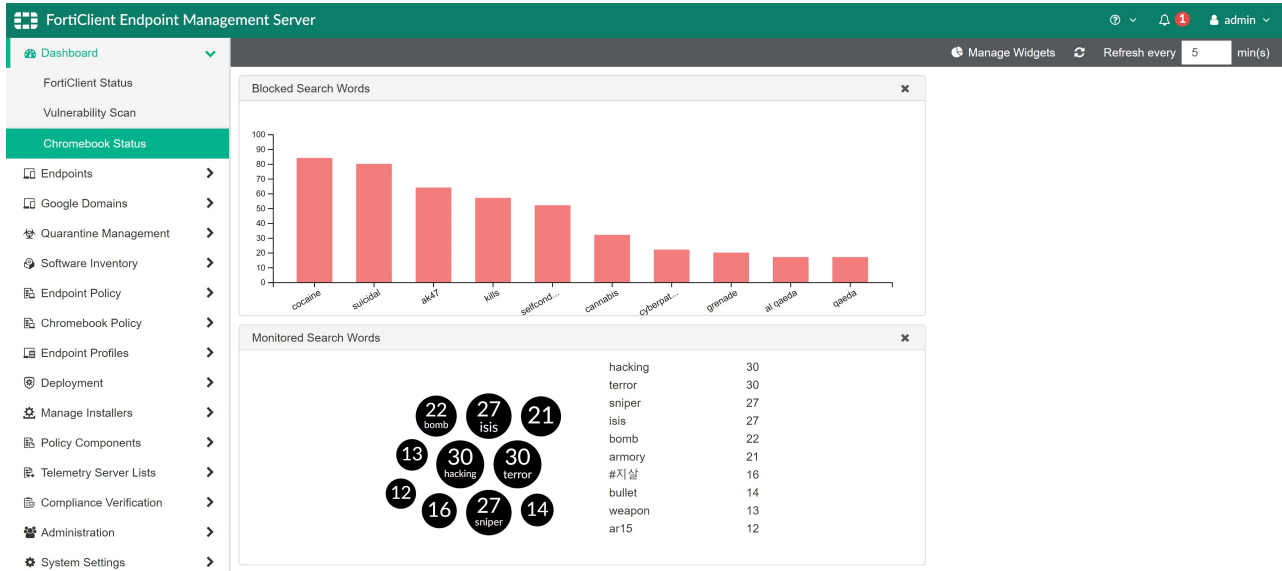 FortiClient Endpoint Management Server
1
admin
Dashboard
Manage Widgets
Refresh every 5 min(s)
FortiClient Status
Vulnerability Scan
Chromebook Status
Endpoints
Google Domains
Quarantine Management
Software Inventory
Endpoint Policy
Chromebook Policy
Endpoint Profiles
Deployment
Manage Installers
Policy Components
Telemetry Server Lists
Compliance Verification
Administration
System Settings
Blocked Search Words
100
90
80
70
60
50
40
30
20
10
0
cocaine suicidal ak47 kills selfcond... cannabis cyberpat... grenade al qaeda qaeda
Monitored Search Words
22 bomb
27 isis
21
13
30 hacking
30 terror
12
16
27 sniper
14
hacking 30
terror 30
sniper 27
isis 27
bomb 22
armory 21
#지살 16
bullet 14
weapon 13
ar15 12